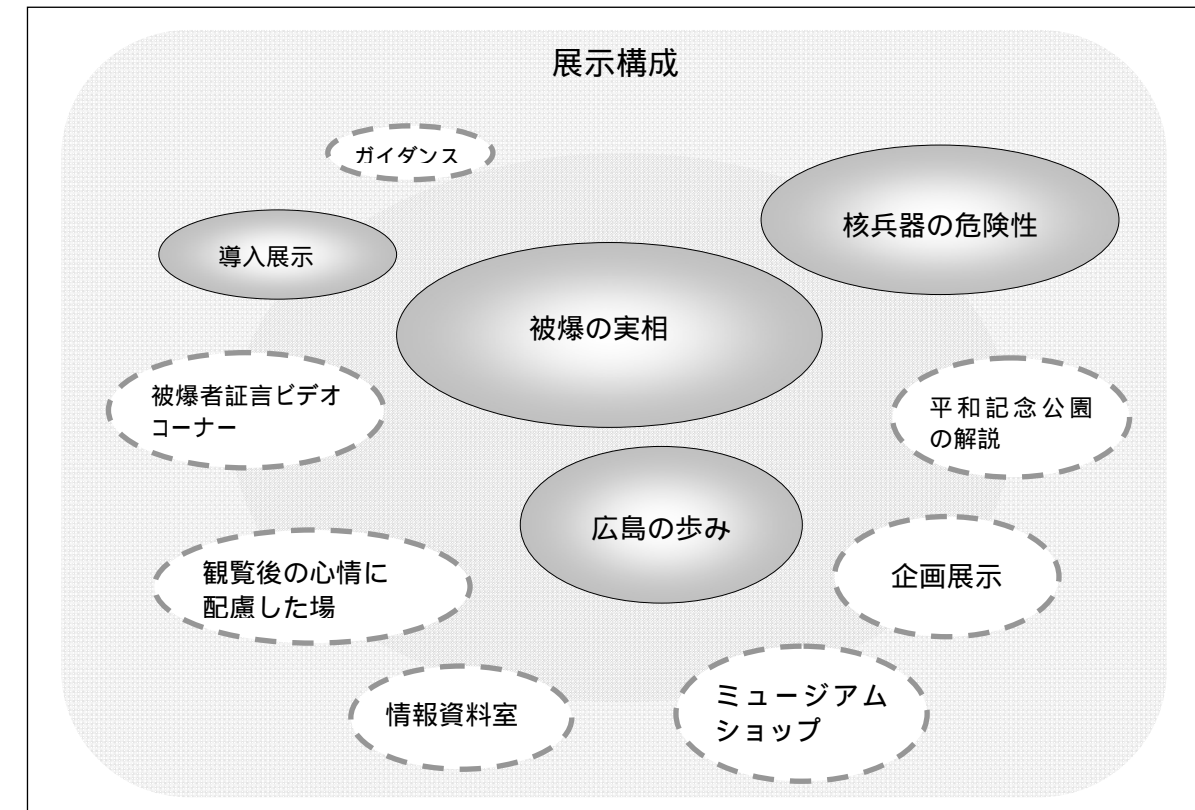 展示構成
ガイダンス
核兵器の危険性
導入展示
被爆の実相
被爆者証言ビデオ
コーナー
平和記念公園
の解説
広島の歩み
観覧後の心情に
配慮した場
企画展示
情報資料室
ミュージアム
ショップ